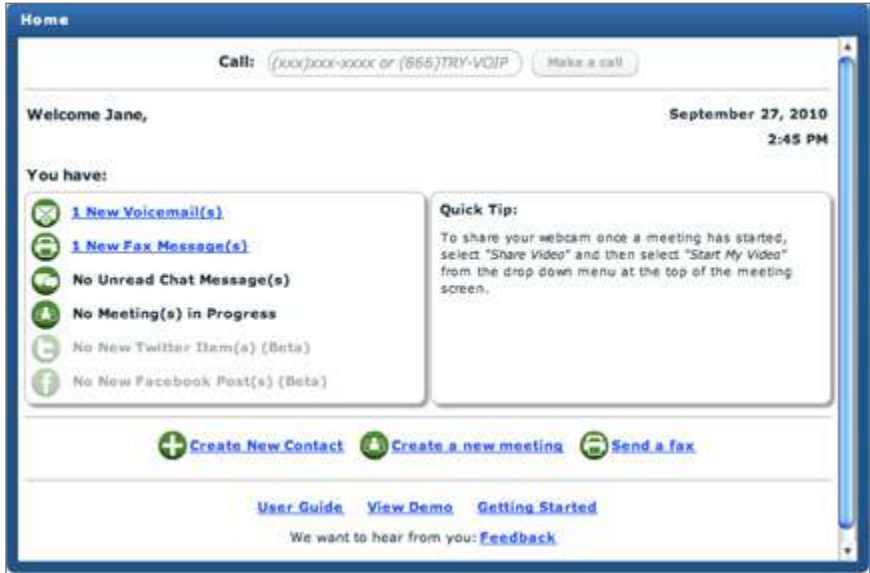 Home
Call: (xxx)xxx-xxxx or (866)TRY-VOIP Make a call
Welcome Jane, September 27, 2010
2:45 PM
You have:
1 New Voicemail(s)
1 New Fax Message(s)
No Unread Chat Message(s)
No Meeting(s) in Progress
No New Twitter Item(s) (Beta)
No New Facebook Post(s) (Beta)
Quick Tip:
To share your webcam once a meeting has started,
select "Share Video" and then select "Start My Video"
from the drop down menu at the top of the meeting
screen.
Create New Contact Create a new meeting Send a fax
User Guide View Demo Getting Started
We want to hear from you: Feedback